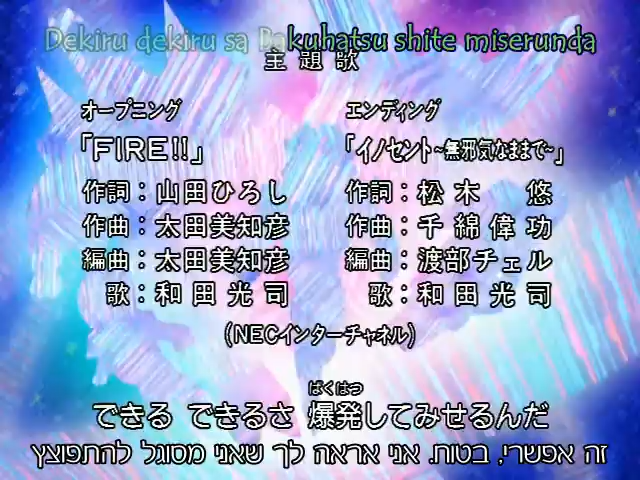 Dekiru dekiru sa Bakuhatsu shite miserunda
主題歌
オープニング
「FIRE!!」
作詞：山田ひろし
作曲：太田美知彦
編曲：太田美知彦
歌：和田光司
エンディング
「イノセント~無邪気なままで~」
作詞：松木悠
作曲：千綿偉功
編曲：渡部チェル
歌：和田光司
(NECインターチャネル)
ばくはつ
できる できるさ 爆発してみせるんだ
זה אפשרי, בטוח. אני אראה לך שאני מסוגל להתפוצץ